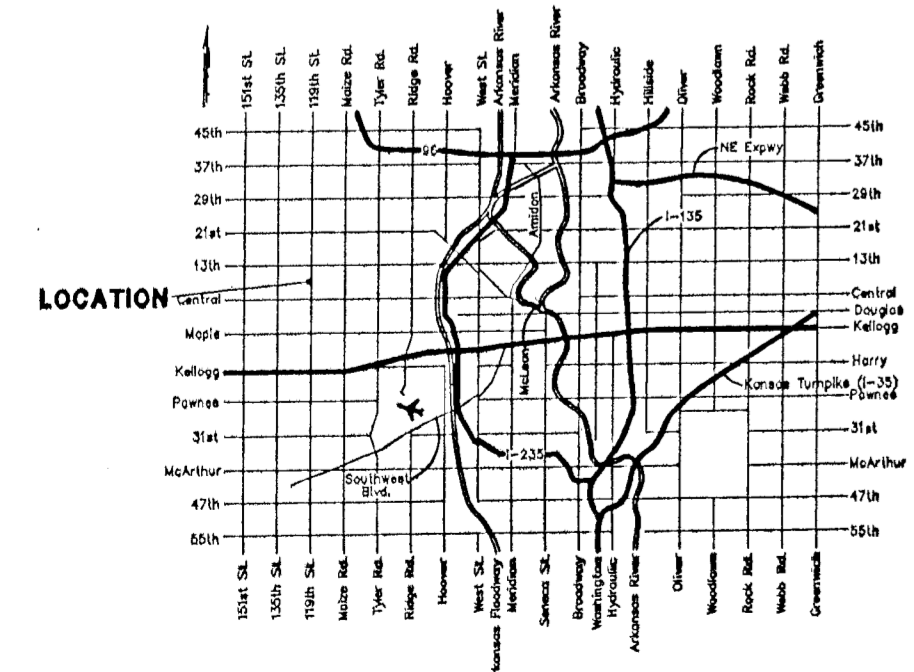 151st St.
135th St.
119th St.
Maize Rd.
Tyler Rd.
Ridge Rd.
Hoover
West St.
Arkansas River
Meridian
Arkansas River
Broadway
Hydraulic
Hillside
Oliver
Woodlawn
Rock Rd.
Webb Rd.
Greenwich
45th
37th
29th
21st
13th
Central
Maple
Kellogg
Pawnee
31st
McArthur
47th
55th
LOCATION
96
NE Expwy
Amidon
I-135
McLean
Kansas Turnpike (I-35)
I-235
Southwest
Blvd.
45th
37th
29th
21st
13th
Central
Douglas
Kellogg
Harry
Pawnee
31st
McArthur
47th
55th
151st St.
135th St.
119th St.
Maize Rd.
Tyler Rd.
Ridge Rd.
Hoover
West St.
kansas Floodway
Meridian
Seneca St.
Broadway
Washington
Hydraulic
Arkansas River
Oliver
Woodlawn
Rock Rd.
Webb Rd.
Greenwich